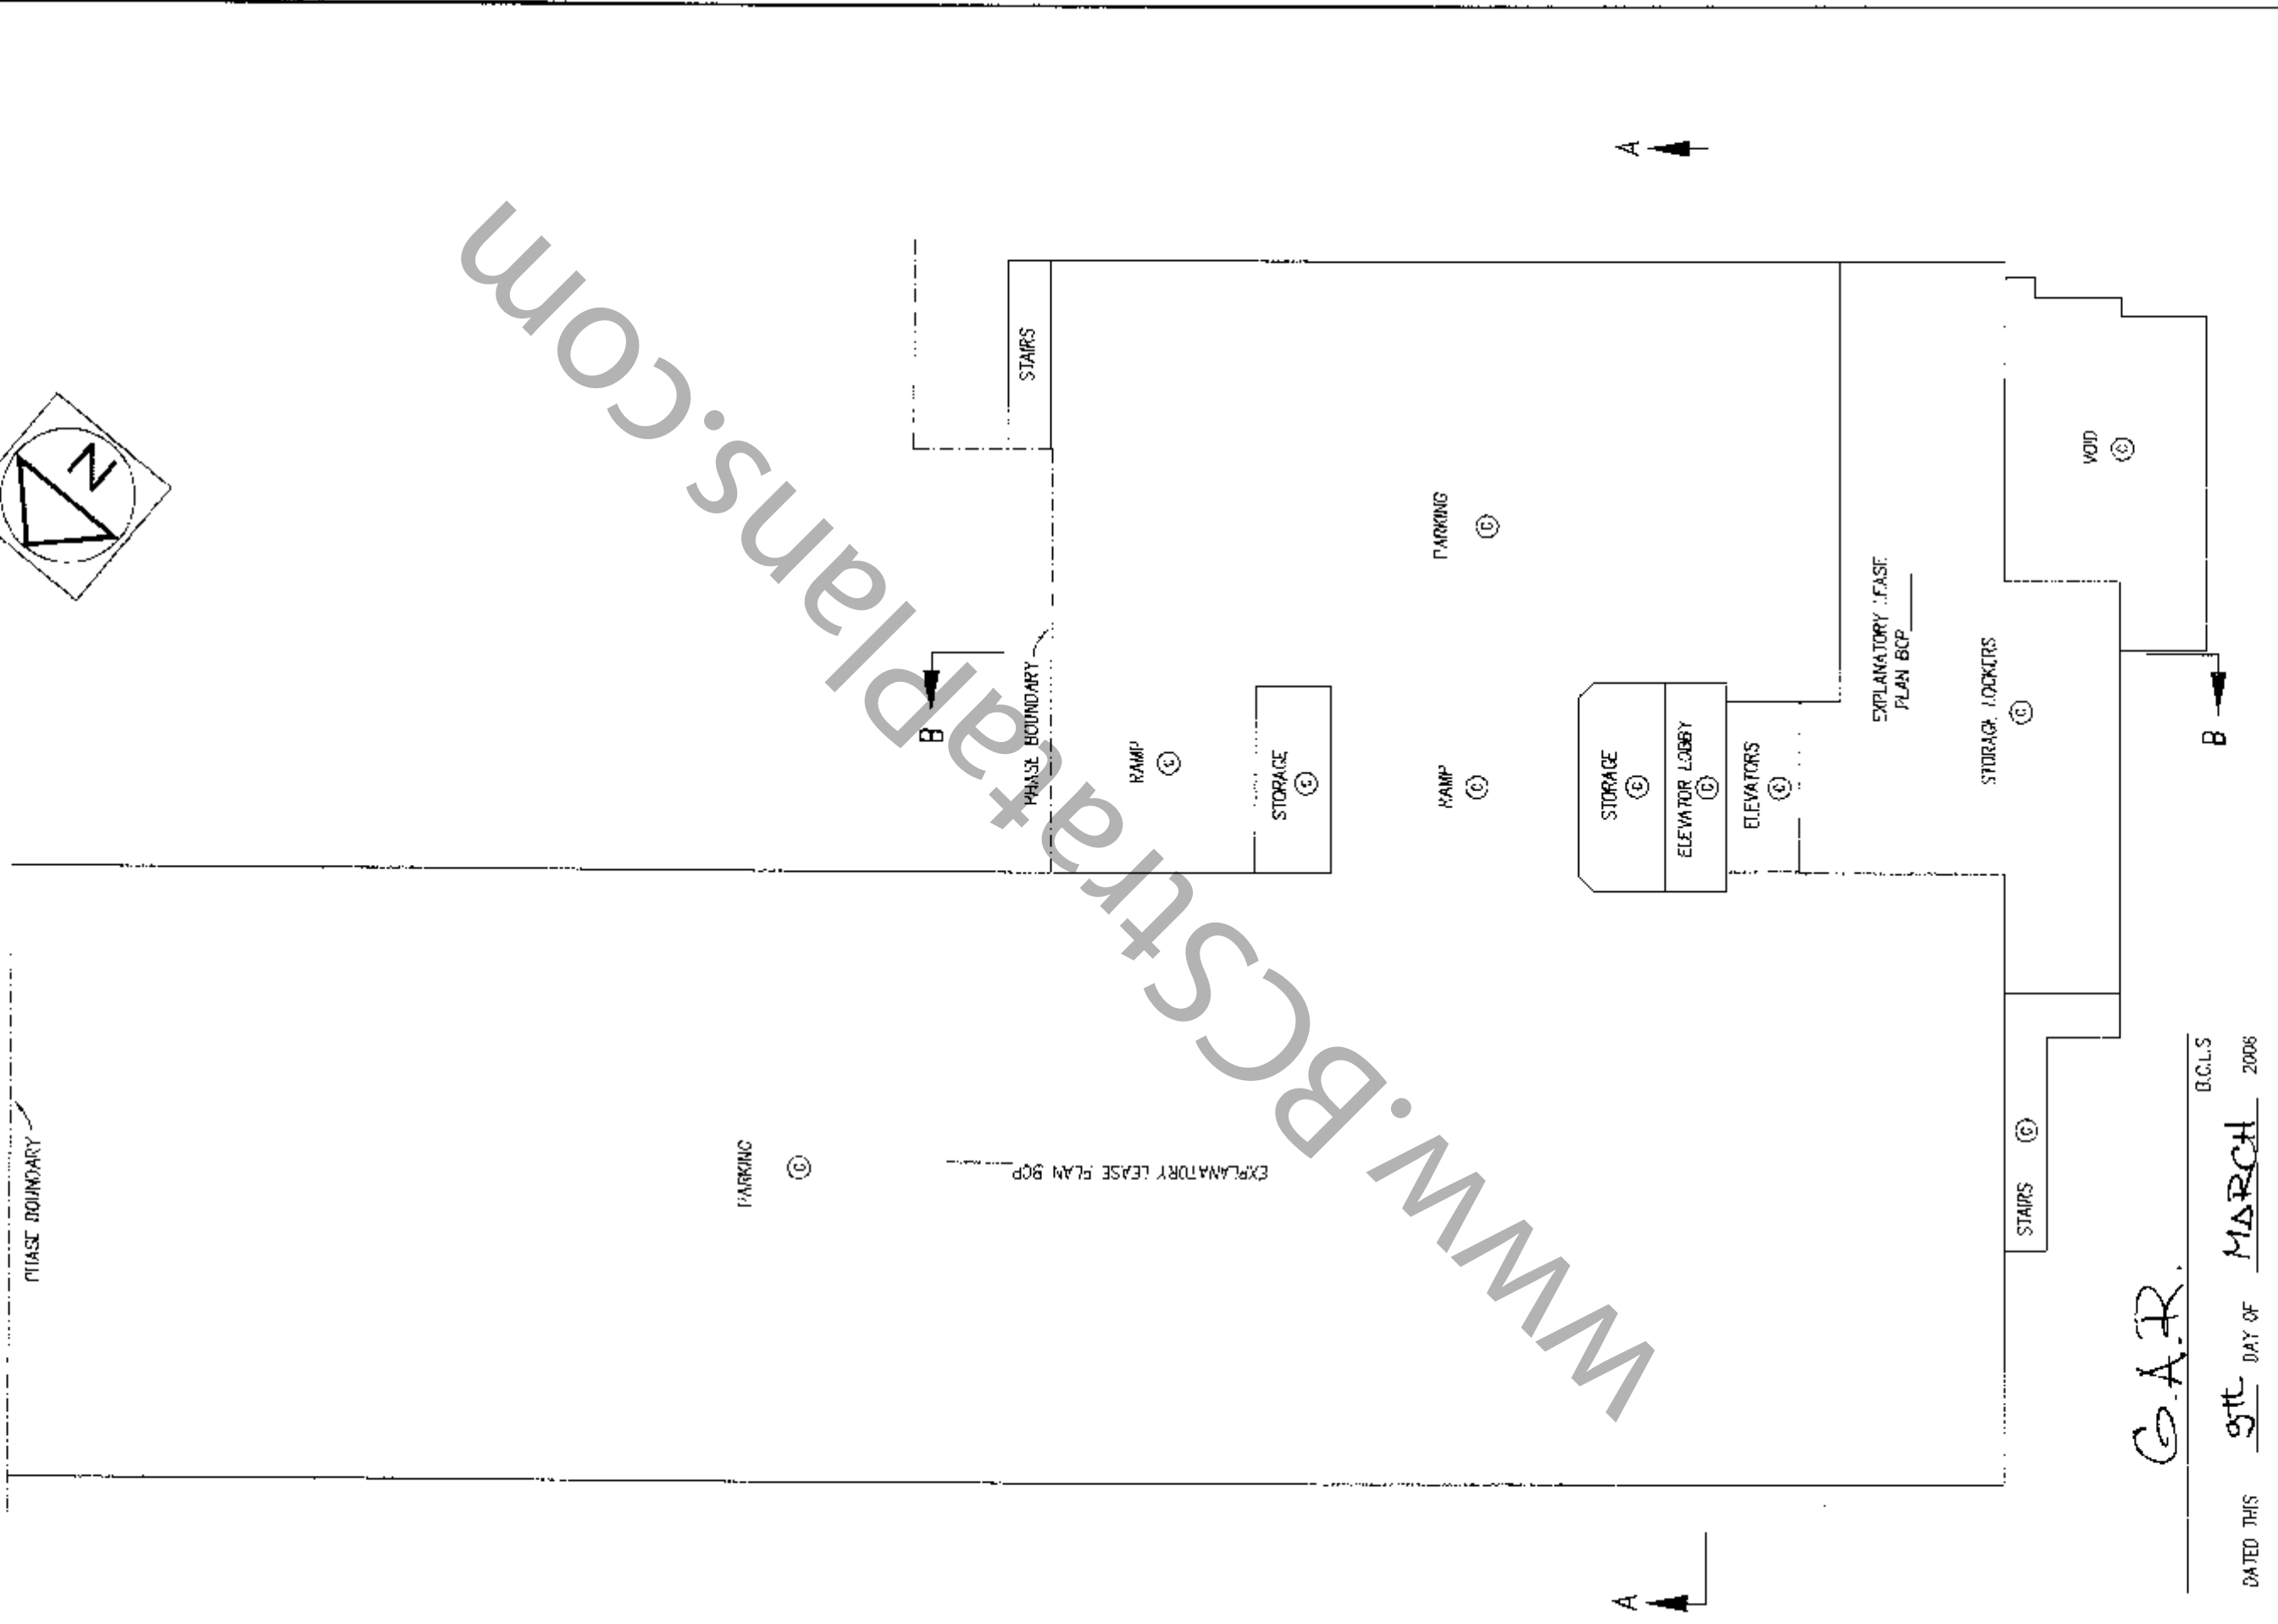 PHASE BOUNDARY
N
PARKING
C
EXPLANATORY LEASE PLAN BCP
STAIRS
PHASE BOUNDARY
B
A
RAMP
C
STORAGE
C
PARKING
C
RAMP
C
STORAGE
C
ELEVATOR LOBBY
C
ELEVATORS
C
EXPLANATORY LEASE
PLAN BCP
STORAGE LOCKERS
C
VOID
C
STAIRS C
A
B
G.A.R.
B.C.L.S
DATED THIS 9th DAY OF MARCH 2006
www.BCStrataPlans.com